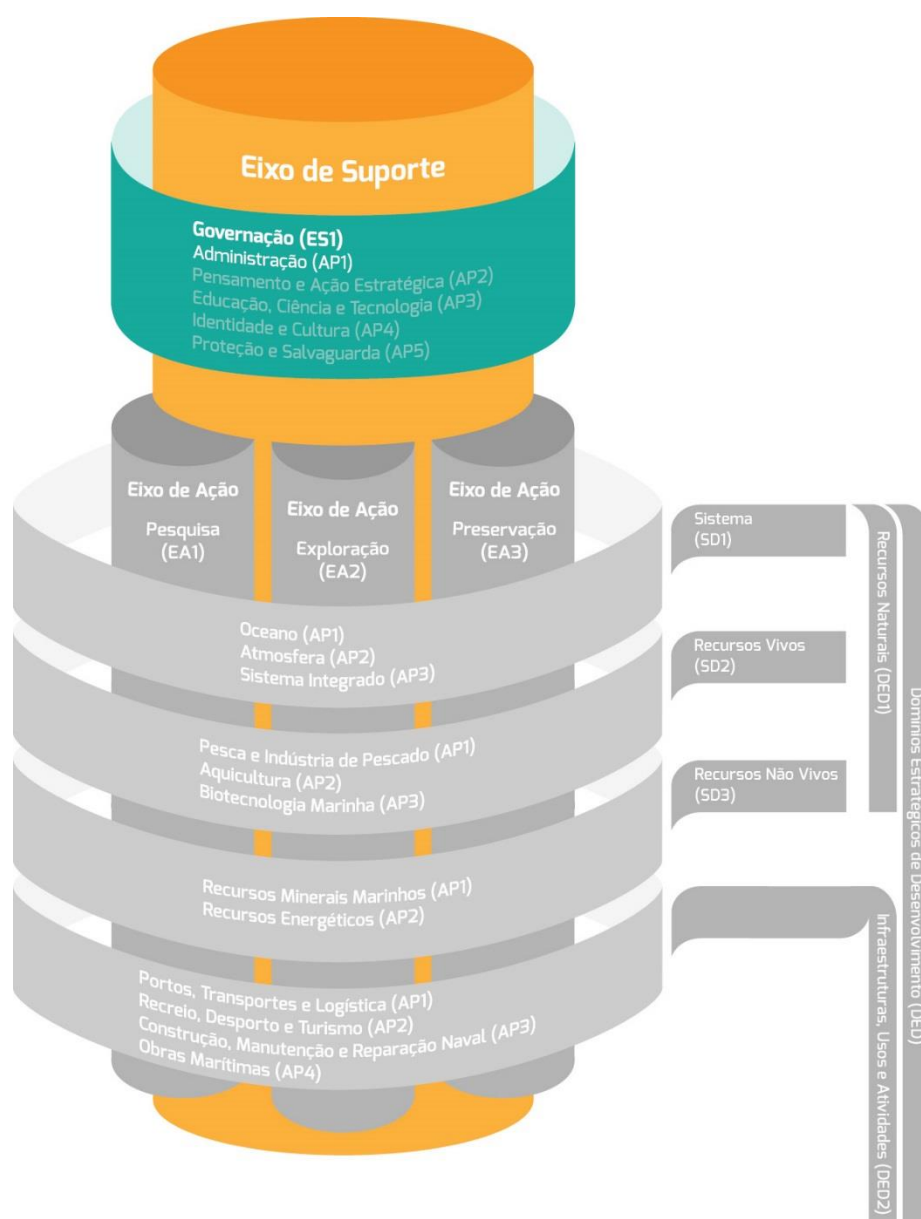 Eixo de Suporte
Governação (ES1)
Administração (AP1)
Pensamento e Ação Estratégica (AP2)
Educação, Ciência e Tecnologia (AP3)
Identidade e Cultura (AP4)
Proteção e Salvaguarda (AP5)
Eixo de Ação
Pesquisa
(EA1)
Eixo de Ação
Exploração
(EA2)
Eixo de Ação
Preservação
(EA3)
Sistema
(SD1)
Oceano (AP1)
Atmosfera (AP2)
Sistema Integrado (AP3)
Recursos Vivos
(SD2)
Pesca e Indústria de Pescado (AP1)
Aquicultura (AP2)
Biotecnologia Marinha (AP3)
Recursos Não Vivos
(SD3)
Recursos Minerais Marinhos (AP1)
Recursos Energéticos (AP2)
Portos, Transportes e Logística (AP1)
Recreio, Desporto e Turismo (AP2)
Construção, Manutenção e Reparação Naval (AP3)
Obras Marítimas (AP4)
Recursos Naturais (DED1)
Infraestruturas, Usos e Atividades (DED2)
Domínios Estratégicos de Desenvolvimento (DED)